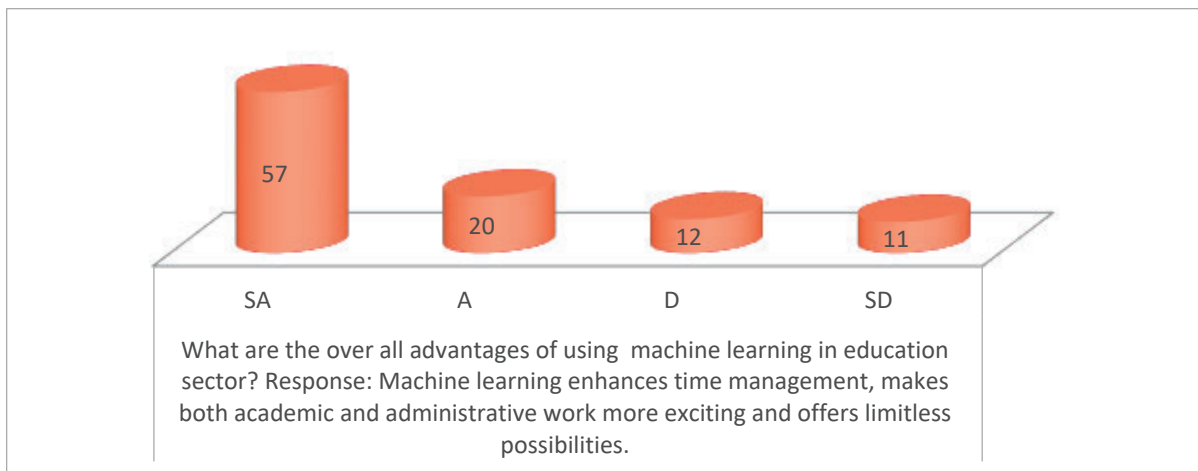 57
20
12
11
SA A D SD
What are the over all advantages of using machine learning in education
sector? Response: Machine learning enhances time management, makes
both academic and administrative work more exciting and offers limitless
possibilities.